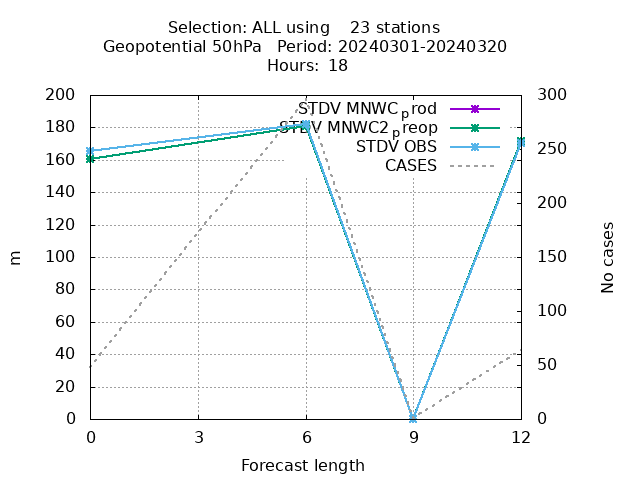 Selection: ALL using    23 stations
Geopotential 50hPa   Period: 20240301-20240320
Hours:  18
200
180
160
140
120
100
80
60
40
20
0
m
STDV MNWCprod
STDV MNWC2preop
STDV OBS
CASES
300
250
200
150
100
50
0
No cases
0 3 6 9 12
Forecast length